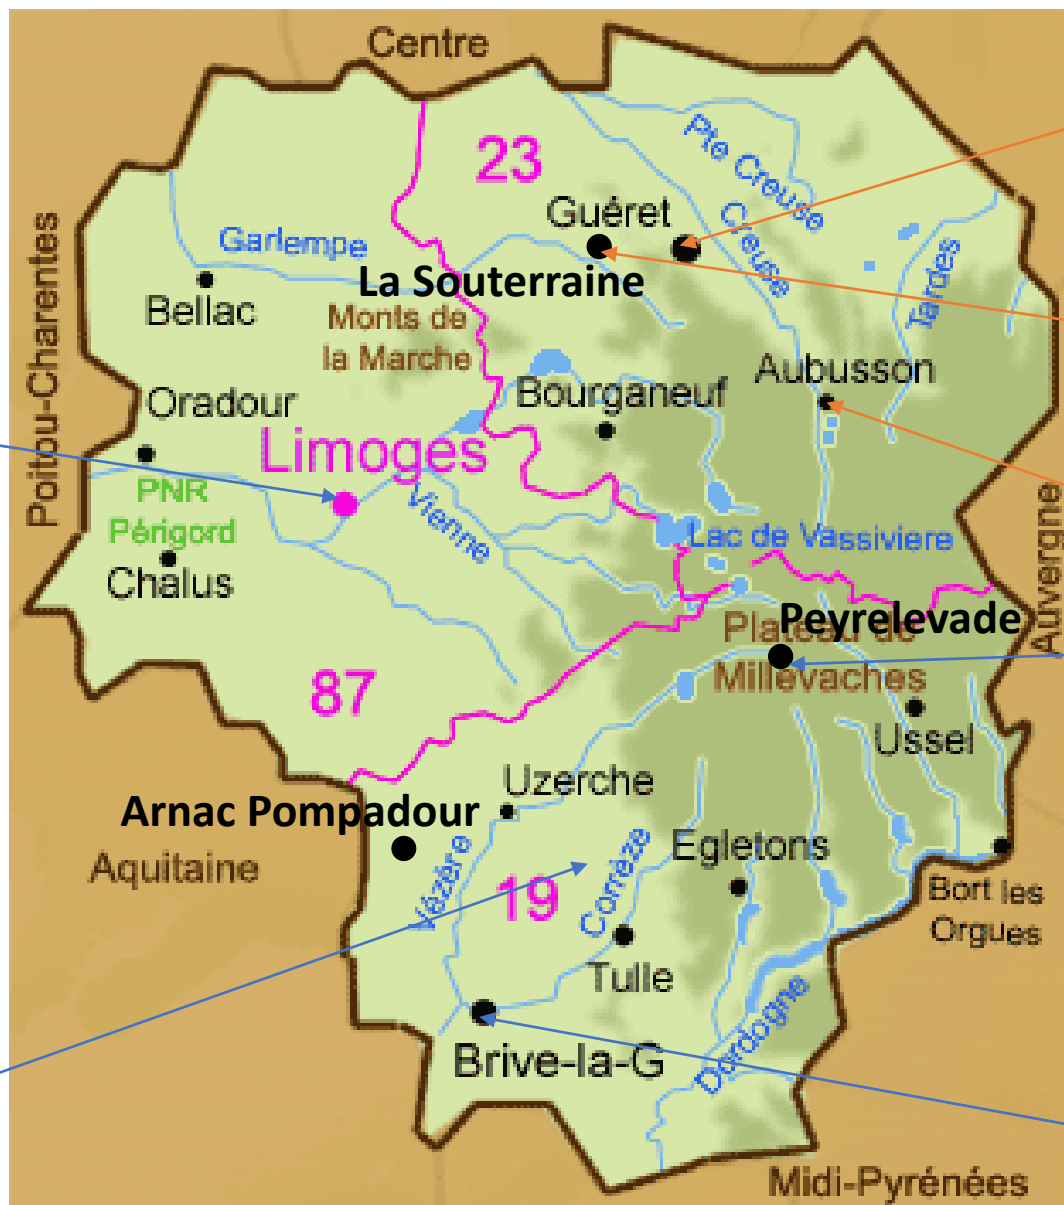 Centre
23
Pte Creuse
Guéret
Creuse
Garlempe
La Souterraine
Tardes
Bellac
Monts de
la Marche
Poitou-Charentes
Aubusson
Bourganeuf
Oradour
Limoges
PNR
Périgord
Vienne
Lac de Vassiviere
Auvergne
Chalus
Peyrelevade
Plateau de
Millevaches
87
Ussel
Uzerche
Arnac Pompadour
Aquitaine
Egletons
Vézère
19
Corrèze
Bort les
Orgues
Tulle
Dordogne
Brive-la-G
Midi-Pyrénées